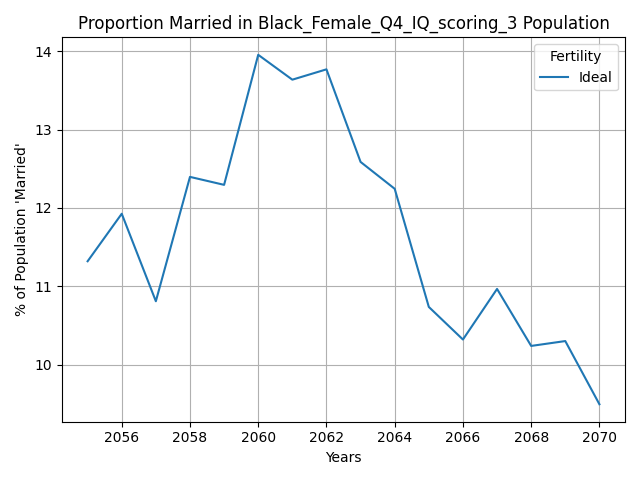 Proportion Married in Black_Female_Q4_IQ_scoring_3 Population
Fertility
Ideal
% of Population 'Married'
14
13
12
11
10
2056 2058 2060 2062 2064 2066 2068 2070
Years